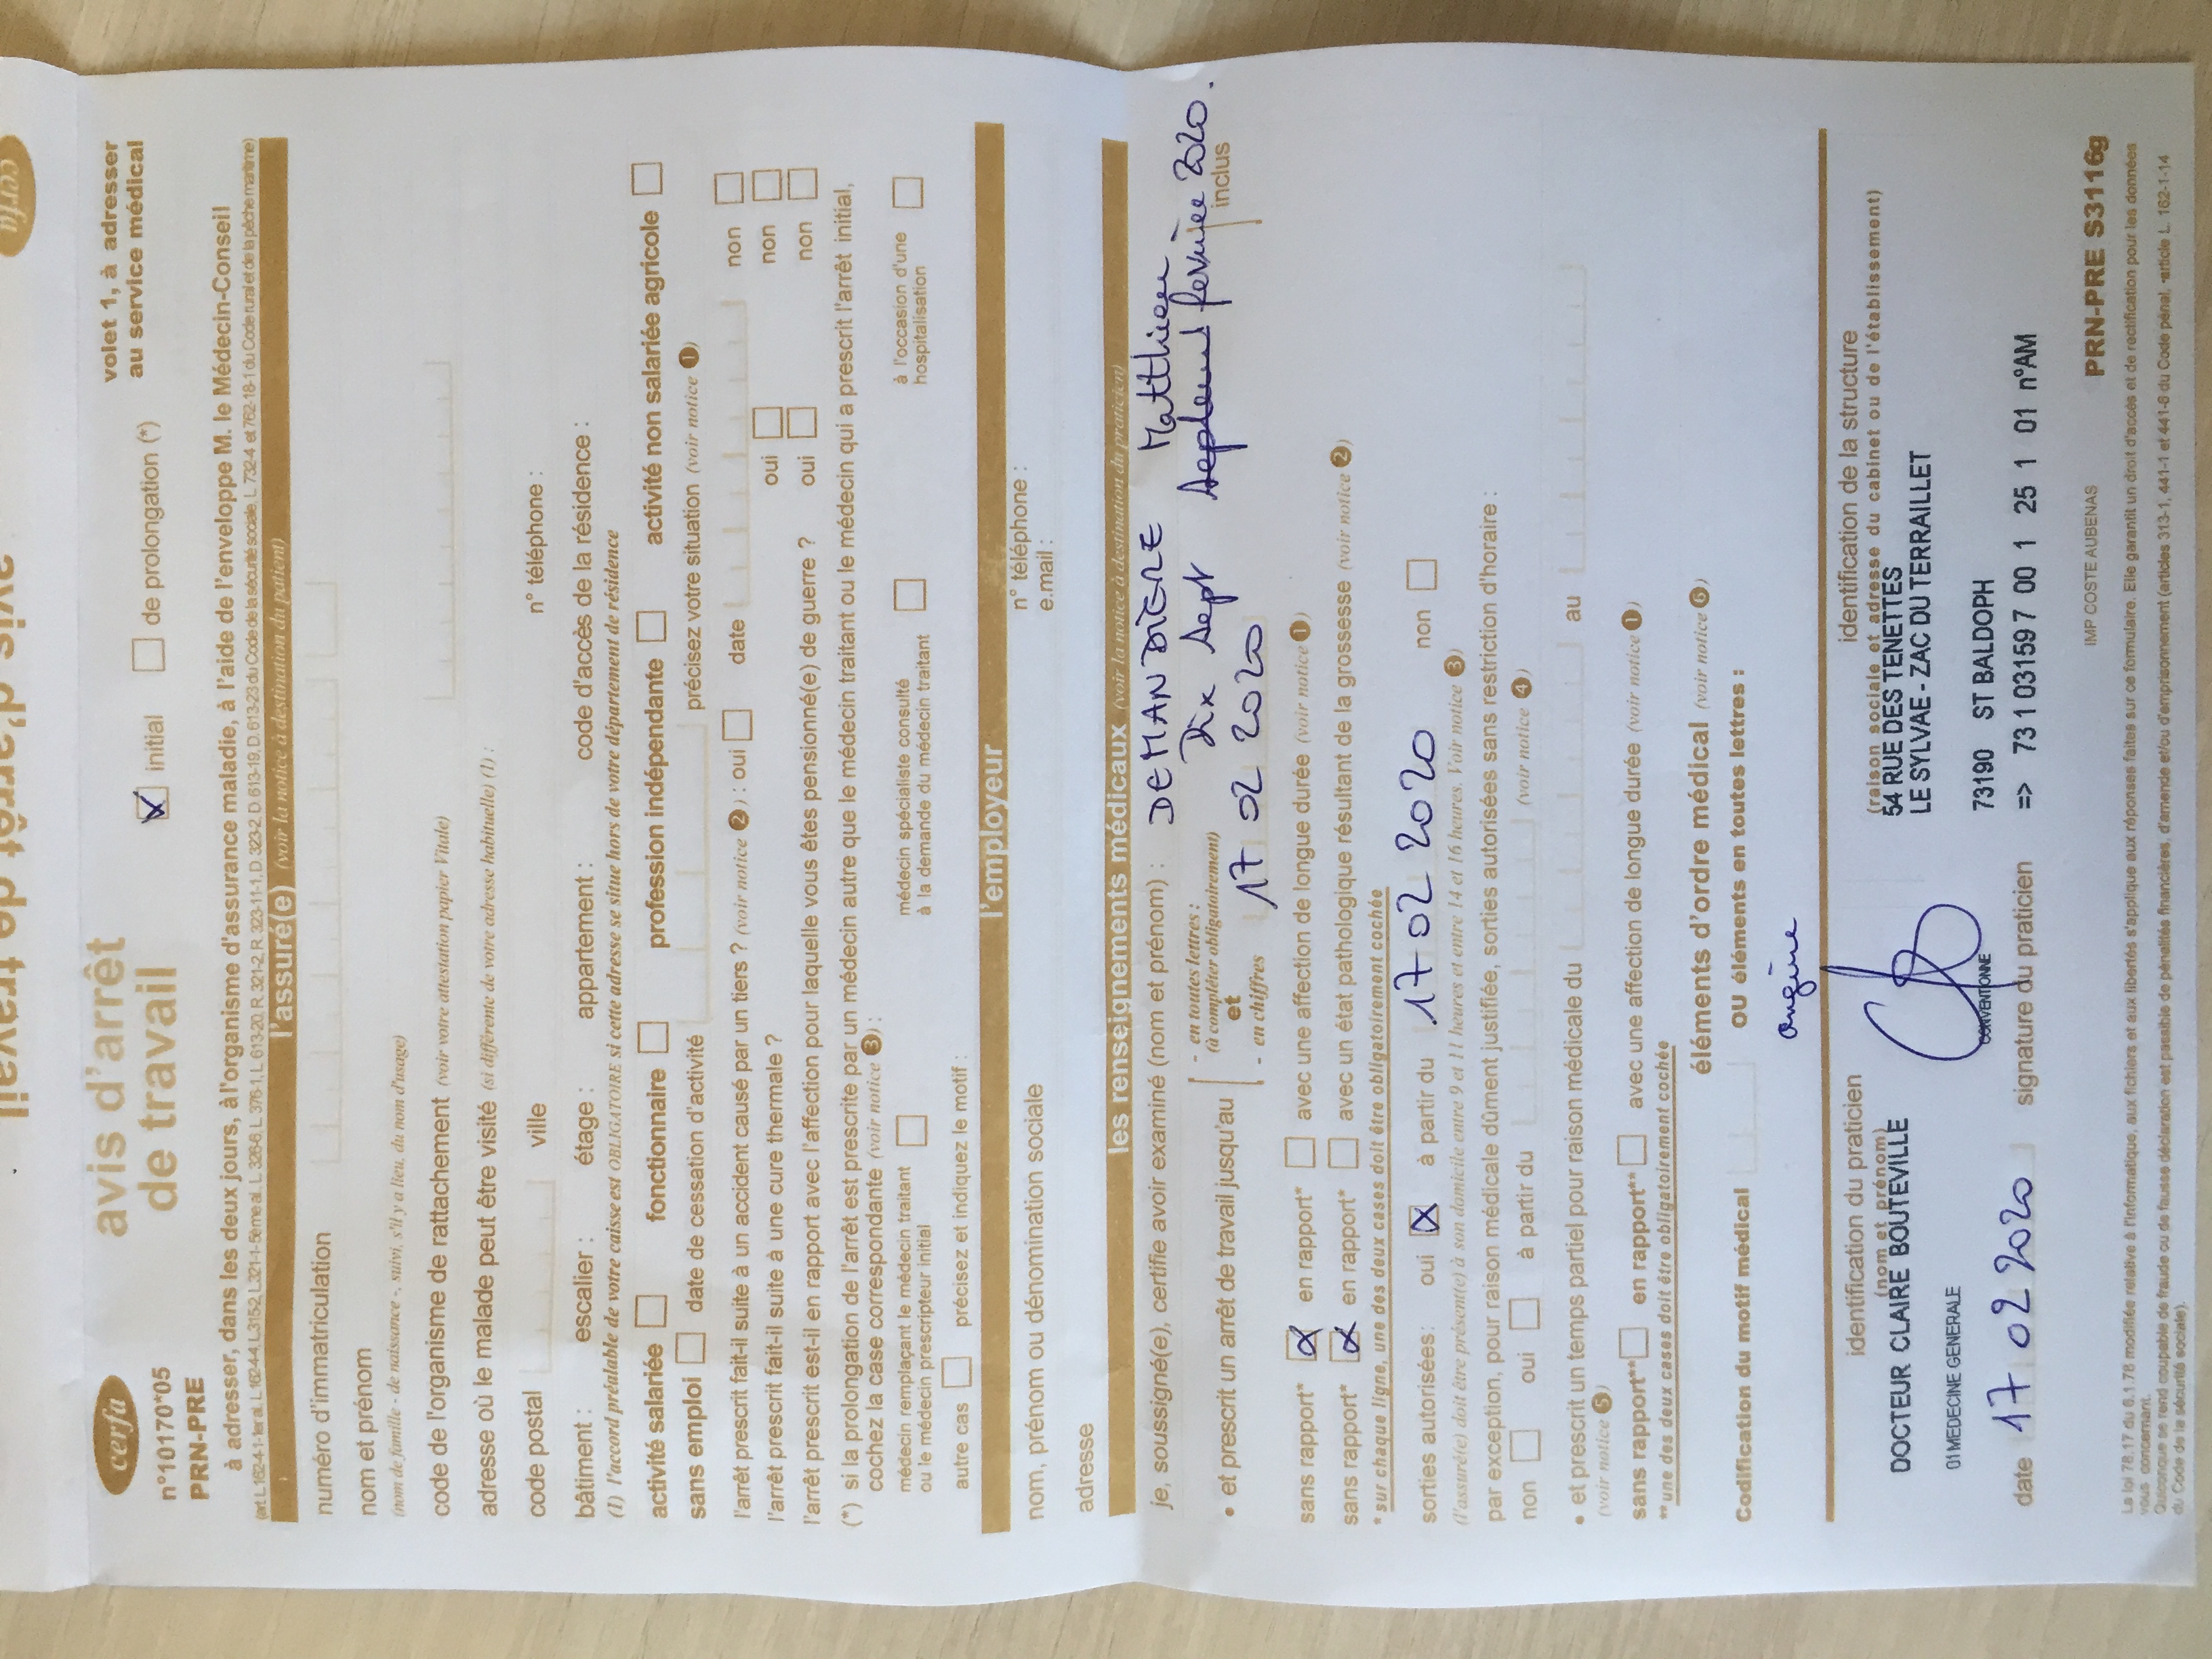 avis d'arrêt de travail
cerfa
cerfa
avis d'arrêt
de travail
initial
de prolongation (*)
volet 1, à adresser
au service médical
n°10170*05
PRN-PRE
à adresser, dans les deux jours, à l'organisme d'assurance maladie, à l'aide de l'enveloppe M. le Médecin-Conseil
(art. L.162-4-1-1er al., L.162-4-4, L.315-2, L.321-1-5ème al., L. 326-6, L. 376-1, L. 613-20, R. 321-2, R. 323-11-1, D. 323-2, D. 613-19, D. 613-23 du Code de la sécurité sociale, L. 732-4 et 762-18-1 du Code rural et de la pêche maritime)
l'assuré(e) (voir la notice à destination du patient)
numéro d'immatriculation
nom et prénom
(nom de famille - de naissance -, suivi, s'il y a lieu, du nom d'usage)
code de l'organisme de rattachement (voir votre attestation papier Vitale)
adresse où le malade peut être visité (si différente de votre adresse habituelle) (1) :
code postal ville n° téléphone :
bâtiment : escalier : étage : appartement : code d'accès de la résidence :
(1) l'accord préalable de votre caisse est OBLIGATOIRE si cette adresse se situe hors de votre département de résidence
activité salariée fonctionnaire profession indépendante activité non salariée agricole
sans emploi date de cessation d'activité précisez votre situation (voir notice 1)
l'arrêt prescrit fait-il suite à un accident causé par un tiers ? (voir notice 2) : oui date non
l'arrêt prescrit fait-il suite à une cure thermale ? oui non
l'arrêt prescrit est-il en rapport avec l'affection pour laquelle vous êtes pensionné(e) de guerre ? oui non
(*) si la prolongation de l'arrêt est prescrite par un médecin autre que le médecin traitant ou le médecin qui a prescrit l'arrêt initial,
cochez la case correspondante (voir notice 3) :
médecin remplaçant le médecin traitant
ou le médecin prescripteur initial
médecin spécialiste consulté
à la demande du médecin traitant
à l'occasion d'une
hospitalisation
autre cas précisez et indiquez le motif :
l'employeur
nom, prénom ou dénomination sociale
n° téléphone :
e.mail :
adresse
les renseignements médicaux (voir la notice à destination du praticien)
je, soussigné(e), certifie avoir examiné (nom et prénom) : DEMANDIÈRE Matthieu
- en toutes lettres :
(à compléter obligatoirement)
Dix Sept février 2020.
• et prescrit un arrêt de travail jusqu'au
et
inclus
- en chiffres 17 02 2020
sans rapport* en rapport* avec une affection de longue durée (voir notice 1)
sans rapport* en rapport* avec un état pathologique résultant de la grossesse (voir notice 2)
* sur chaque ligne, une des deux cases doit être obligatoirement cochée
sorties autorisées: oui à partir du 17 02 2020 non
(l'assuré(e) doit être présent(e) à son domicile entre 9 et 11 heures et entre 14 et 16 heures. Voir notice 3)
par exception, pour raison médicale dûment justifiée, sorties autorisées sans restriction d'horaire :
non oui à partir du (voir notice 4)
• et prescrit un temps partiel pour raison médicale du au
(voir notice 5)
sans rapport** en rapport** avec une affection de longue durée (voir notice 1)
**une des deux cases doit être obligatoirement cochée
éléments d'ordre médical (voir notice 6)
Codification du motif médical OU éléments en toutes lettres :
angine
identification du praticien
(nom et prénom)
DOCTEUR CLAIRE BOUTEVILLE
01 MEDECINE GENERALE
CONVENTIONNE
date 17 02 2020
signature du praticien
identification de la structure
(raison sociale et adresse du cabinet ou de l'établissement)
54 RUE DES TENETTES
LE SYLVAE - ZAC DU TERRAILLET
73190 ST BALDOPH
=> 73 1 03159 7 00 1 25 1 01 n°AM
IMP COSTE AUBENAS
PRN-PRE S3116g
La loi 78.17 du 6.1.78 modifiée relative à l'informatique, aux fichiers et aux libertés s'applique aux réponses faites sur ce formulaire. Elle garantit un droit d'accès et de rectification pour les données
vous concernant.
Quiconque se rend coupable de fraude ou de fausse déclaration est passible de pénalités financières, d'amende et/ou d'emprisonnement (articles 313-1, 441-1 et 441-6 du Code pénal, article L. 162-1-14
du Code de la sécurité sociale).